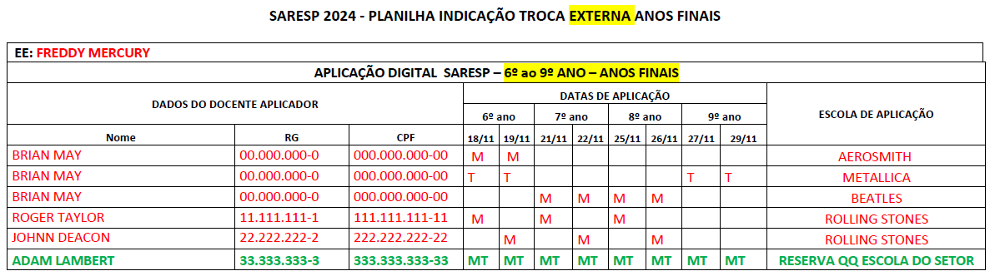 SARESP 2024 - PLANILHA INDICAÇÃO TROCA EXTERNA ANOS FINAIS
EE: FREDDY MERCURY
APLICAÇÃO DIGITAL SARESP – 6º ao 9º ANO – ANOS FINAIS
DADOS DO DOCENTE APLICADOR DATAS DE APLICAÇÃO ESCOLA DE APLICAÇÃO
6º ano 7º ano 8º ano 9º ano
Nome RG CPF 18/11 19/11 21/11 22/11 25/11 26/11 27/11 29/11
BRIAN MAY 00.000.000-0 000.000.000-00 M M AEROSMITH
BRIAN MAY 00.000.000-0 000.000.000-00 T T T T METALLICA
BRIAN MAY 00.000.000-0 000.000.000-00 M M M M BEATLES
ROGER TAYLOR 11.111.111-1 111.111.111-11 M M M ROLLING STONES
JOHNN DEACON 22.222.222-2 222.222.222-22 M M M ROLLING STONES
ADAM LAMBERT 33.333.333-3 333.333.333-33 MT MT MT MT MT MT MT MT RESERVA QQ ESCOLA DO SETOR